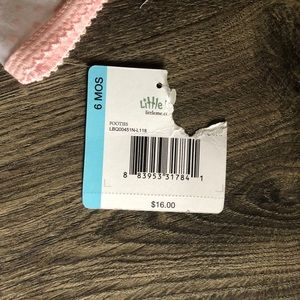 6 MOS
Little
littleme.c
FOOTIES
LBQ00451N-L118
8 83953 31784 1
$16.00